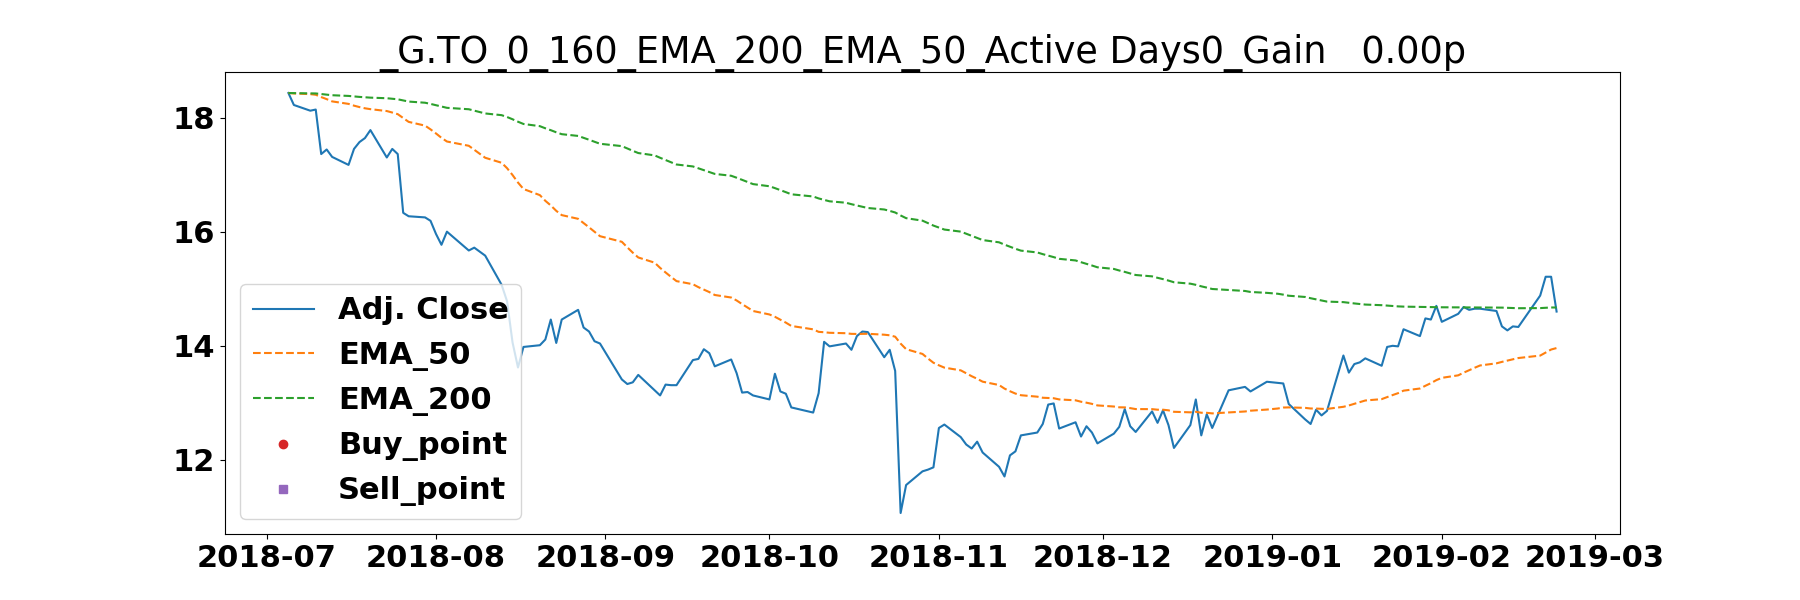 _G.TO_0_160_EMA_200_EMA_50_Active Days0_Gain   0.00p
18
16
14
12
Adj. Close
EMA_50
EMA_200
Buy_point
Sell_point
2018-07 2018-08 2018-09 2018-10 2018-11 2018-12 2019-01 2019-02 2019-03